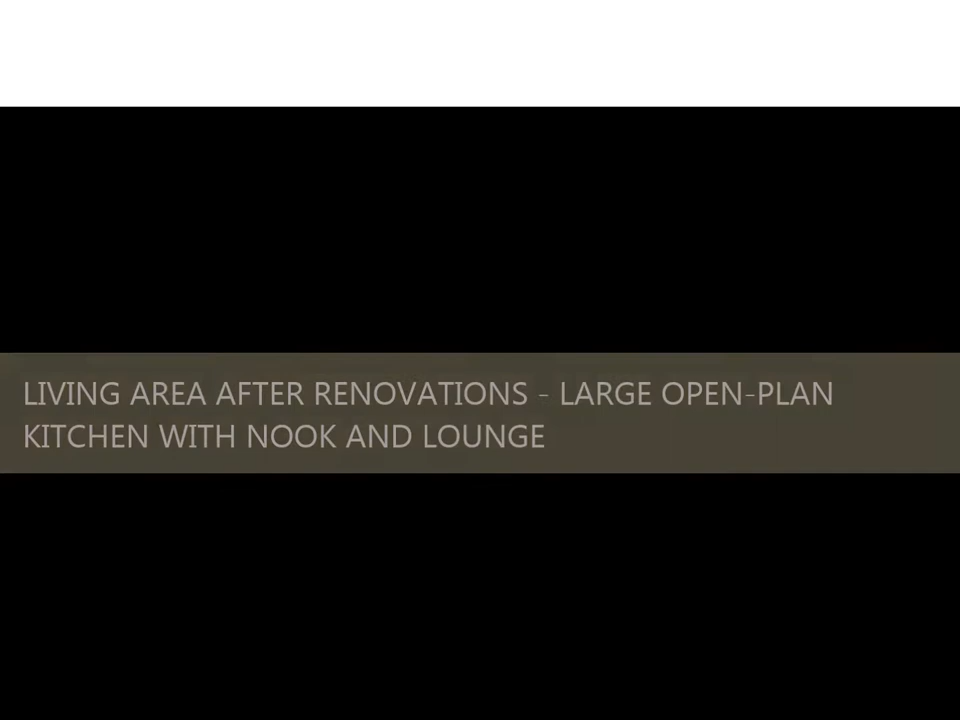 LIVING AREA AFTER RENOVATIONS - LARGE OPEN-PLAN
KITCHEN WITH NOOK AND LOUNGE